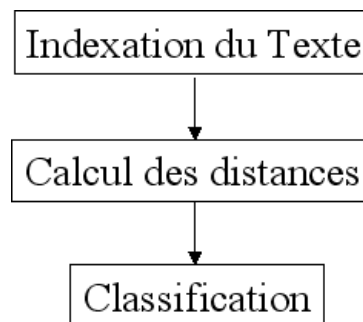 Indexation du Texte
Calcul des distances
Classification